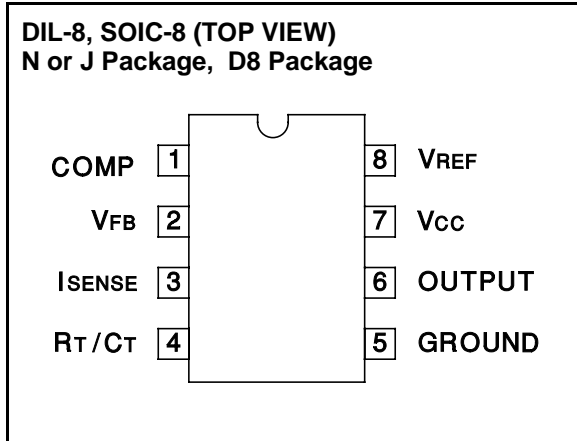 DIL-8, SOIC-8 (TOP VIEW)
N or J Package, D8 Package
COMP 1 8 VREF
VFB 2 7 VCC
ISENSE 3 6 OUTPUT
RT/CT 4 5 GROUND